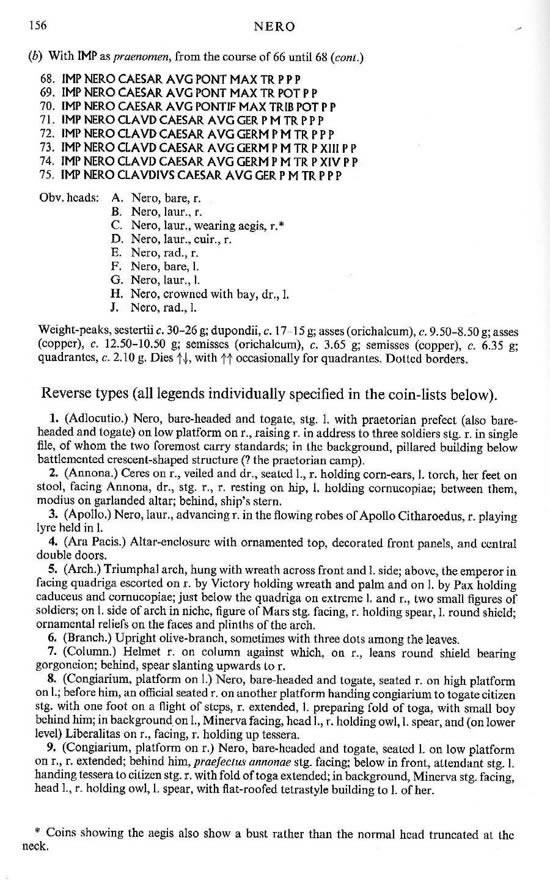 156
NERO
(b) With IMP as praenomen, from the course of 66 until 68 (cont.)
68. IMP NERO CAESAR AVG PONT MAX TR P P P
69. IMP NERO CAESAR AVG PONT MAX TR POT P P
70. IMP NERO CAESAR AVG PONTIF MAX TRIB POT P P
71. IMP NERO CLAVD CAESAR AVG GER P M TR P P P
72. IMP NERO CLAVD CAESAR AVG GERM P M TR P P P
73. IMP NERO CLAVD CAESAR AVG GERM P M TR P XIII P P
74. IMP NERO CLAVD CAESAR AVG GERM P M TR P XIV P P
75. IMP NERO CLAVDIVS CAESAR AVG GER P M TR P P P
Obv. heads: A. Nero, bare, r.
B. Nero, laur., r.
C. Nero, laur., wearing aegis, r.*
D. Nero, laur., cuir., r.
E. Nero, rad., r.
F. Nero, bare, l.
G. Nero, laur., l.
H. Nero, crowned with bay, dr., l.
J. Nero, rad., l.
Weight-peaks, sestertii c. 30–26 g; dupondii, c. 17–15 g; asses (orichalcum), c. 9.50–8.50 g; asses
(copper), c. 12.50–10.50 g; semisses (orichalcum), c. 3.65 g; semisses (copper), c. 6.35 g;
quadrantes, c. 2.10 g. Dies ↑↓, with ↑↑ occasionally for quadrantes. Dotted borders.
Reverse types (all legends individually specified in the coin-lists below).
1. (Adlocutio.) Nero, bare-headed and togate, stg. l. with praetorian prefect (also bare-
headed and togate) on low platform on r., raising r. in address to three soldiers stg. r. in single
file, of whom the two foremost carry standards; in the background, pillared building below
battlemented crescent-shaped structure (? the praetorian camp).
2. (Annona.) Ceres on r., veiled and dr., seated l., r. holding corn-ears, l. torch, her feet on
stool, facing Annona, dr., stg. r., r. resting on hip, l. holding cornucopiae; between them,
modius on garlanded altar; behind, ship's stern.
3. (Apollo.) Nero, laur., advancing r. in the flowing robes of Apollo Citharoedus, r. playing
lyre held in l.
4. (Ara Pacis.) Altar-enclosure with ornamented top, decorated front panels, and central
double doors.
5. (Arch.) Triumphal arch, hung with wreath across front and l. side; above, the emperor in
facing quadriga escorted on r. by Victory holding wreath and palm and on l. by Pax holding
caduceus and cornucopiae; just below the quadriga on extreme l. and r., two small figures of
soldiers; on l. side of arch in niche, figure of Mars stg. facing, r. holding spear, l. round shield;
ornamental reliefs on the faces and plinths of the arch.
6. (Branch.) Upright olive-branch, sometimes with three dots among the leaves.
7. (Column.) Helmet r. on column against which, on r., leans round shield bearing
gorgoneion; behind, spear slanting upwards to r.
8. (Congiarium, platform on l.) Nero, bare-headed and togate, seated r. on high platform
on l.; before him, an official seated r. on another platform handing congiarium to togate citizen
stg. with one foot on a flight of steps, r. extended, l. preparing fold of toga, with small boy
behind him; in background on l., Minerva facing, head l., r. holding owl, l. spear, and (on lower
level) Liberalitas on r., facing, r. holding up tessera.
9. (Congiarium, platform on r.) Nero, bare-headed and togate, seated l. on low platform
on r., r. extended; behind him, praefectus annonae stg. facing; below in front, attendant stg. l.
handing tessera to citizen stg. r. with fold of toga extended; in background, Minerva stg. facing,
head l., r. holding owl, l. spear, with flat-roofed tetrastyle building to l. of her.
* Coins showing the aegis also show a bust rather than the normal head truncated at the
neck.